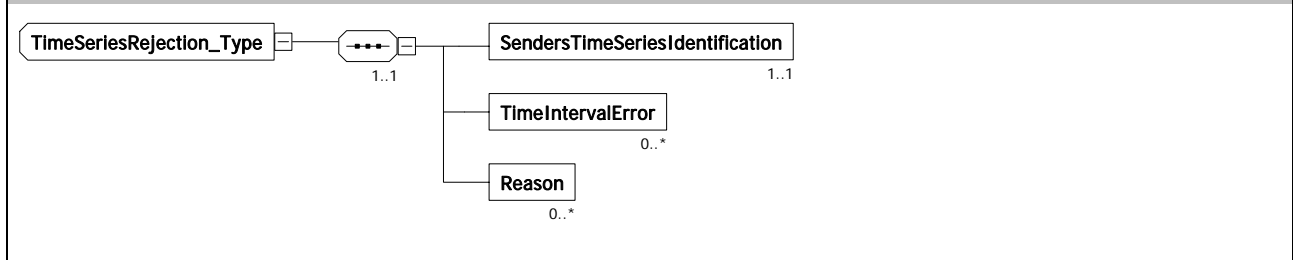 TimeSeriesRejection_Type
1..1
SendersTimeSeriesIdentification
1..1
TimeIntervalError
0..*
Reason
0..*